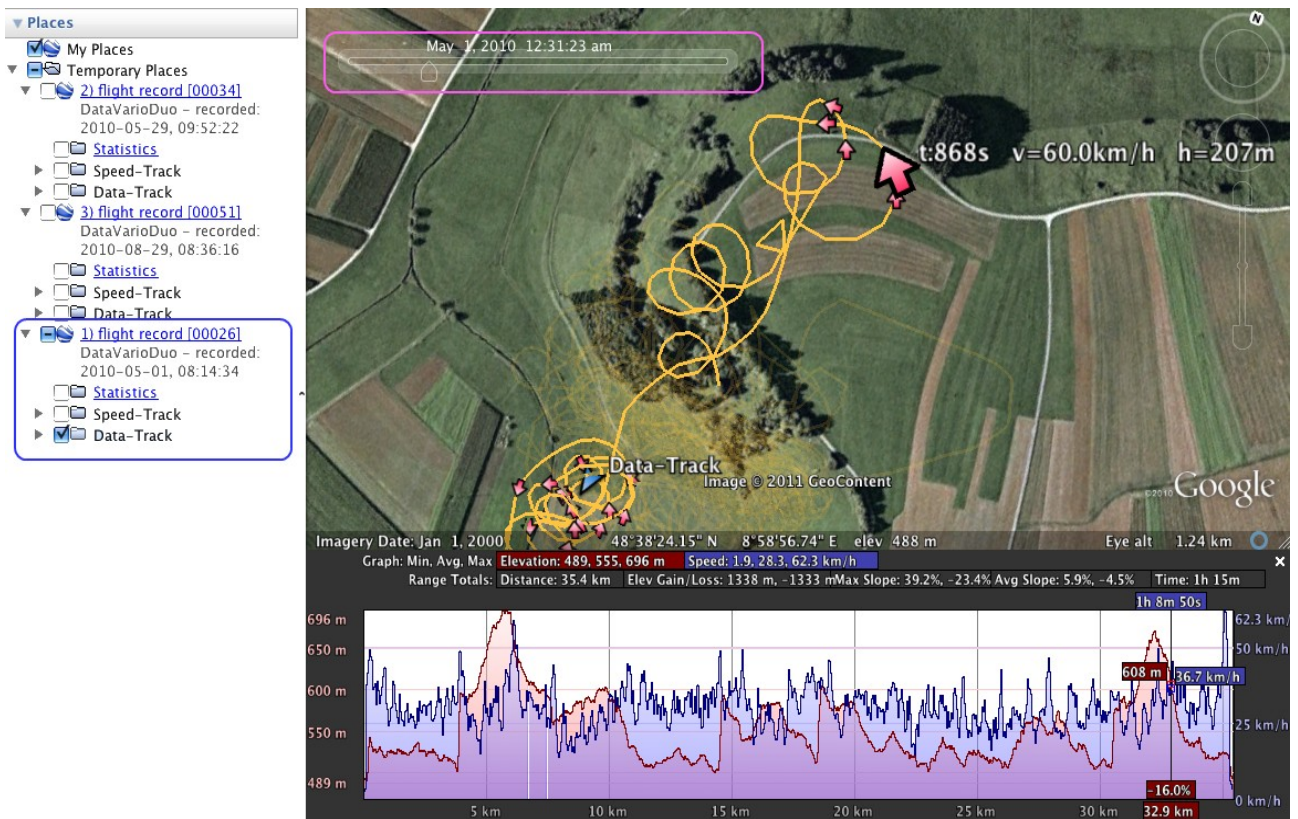 Places
My Places
Temporary Places
2) flight record [00034]
DataVarioDuo – recorded:
2010-05-29, 09:52:22
Statistics
Speed-Track
Data-Track
3) flight record [00051]
DataVarioDuo – recorded:
2010-08-29, 08:36:16
Statistics
Speed-Track
Data-Track
1) flight record [00026]
DataVarioDuo – recorded:
2010-05-01, 08:14:34
Statistics
Speed-Track
Data-Track
May 1, 2010 12:31:23 am
N
t:868s v=60.0km/h h=207m
Data-Track
Image © 2011 GeoContent
©2010 Google
Imagery Date: Jan 1, 2000 48°38'24.15" N 8°58'56.74" E elev 488 m Eye alt 1.24 km
Graph: Min, Avg, Max Elevation: 489, 555, 696 m Speed: 1.9, 28.3, 62.3 km/h
Range Totals: Distance: 35.4 km Elev Gain/Loss: 1338 m, -1333 m Max Slope: 39.2%, -23.4% Avg Slope: 5.9%, -4.5% Time: 1h 15m
1h 8m 50s
696 m 62.3 km/h
650 m 50 km/h
608 m 36.7 km/h
600 m
550 m 25 km/h
489 m
-16.0%
0 km/h
5 km 10 km 15 km 20 km 25 km 30 km 32.9 km